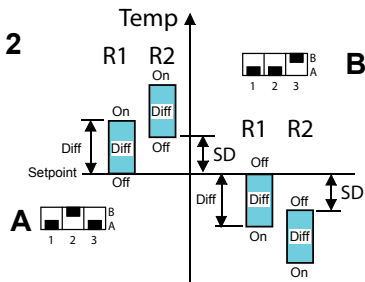 2
Temp
R1 R2
On
On
Diff
Diff
Diff
Off
SD
Setpoint
Off
A
B
A
1 2 3
B
A
1 2 3
B
R1 R2
Off
Diff
Diff
Off
SD
On
Diff
On